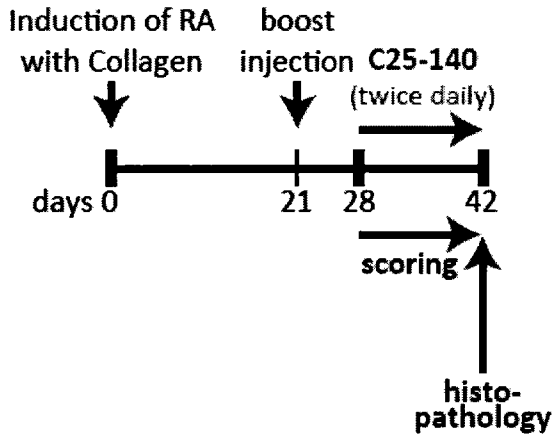 Induction of RA
with Collagen
boost
injection
C25-140
(twice daily)
days 0
21
28
42
scoring
histo-
pathology